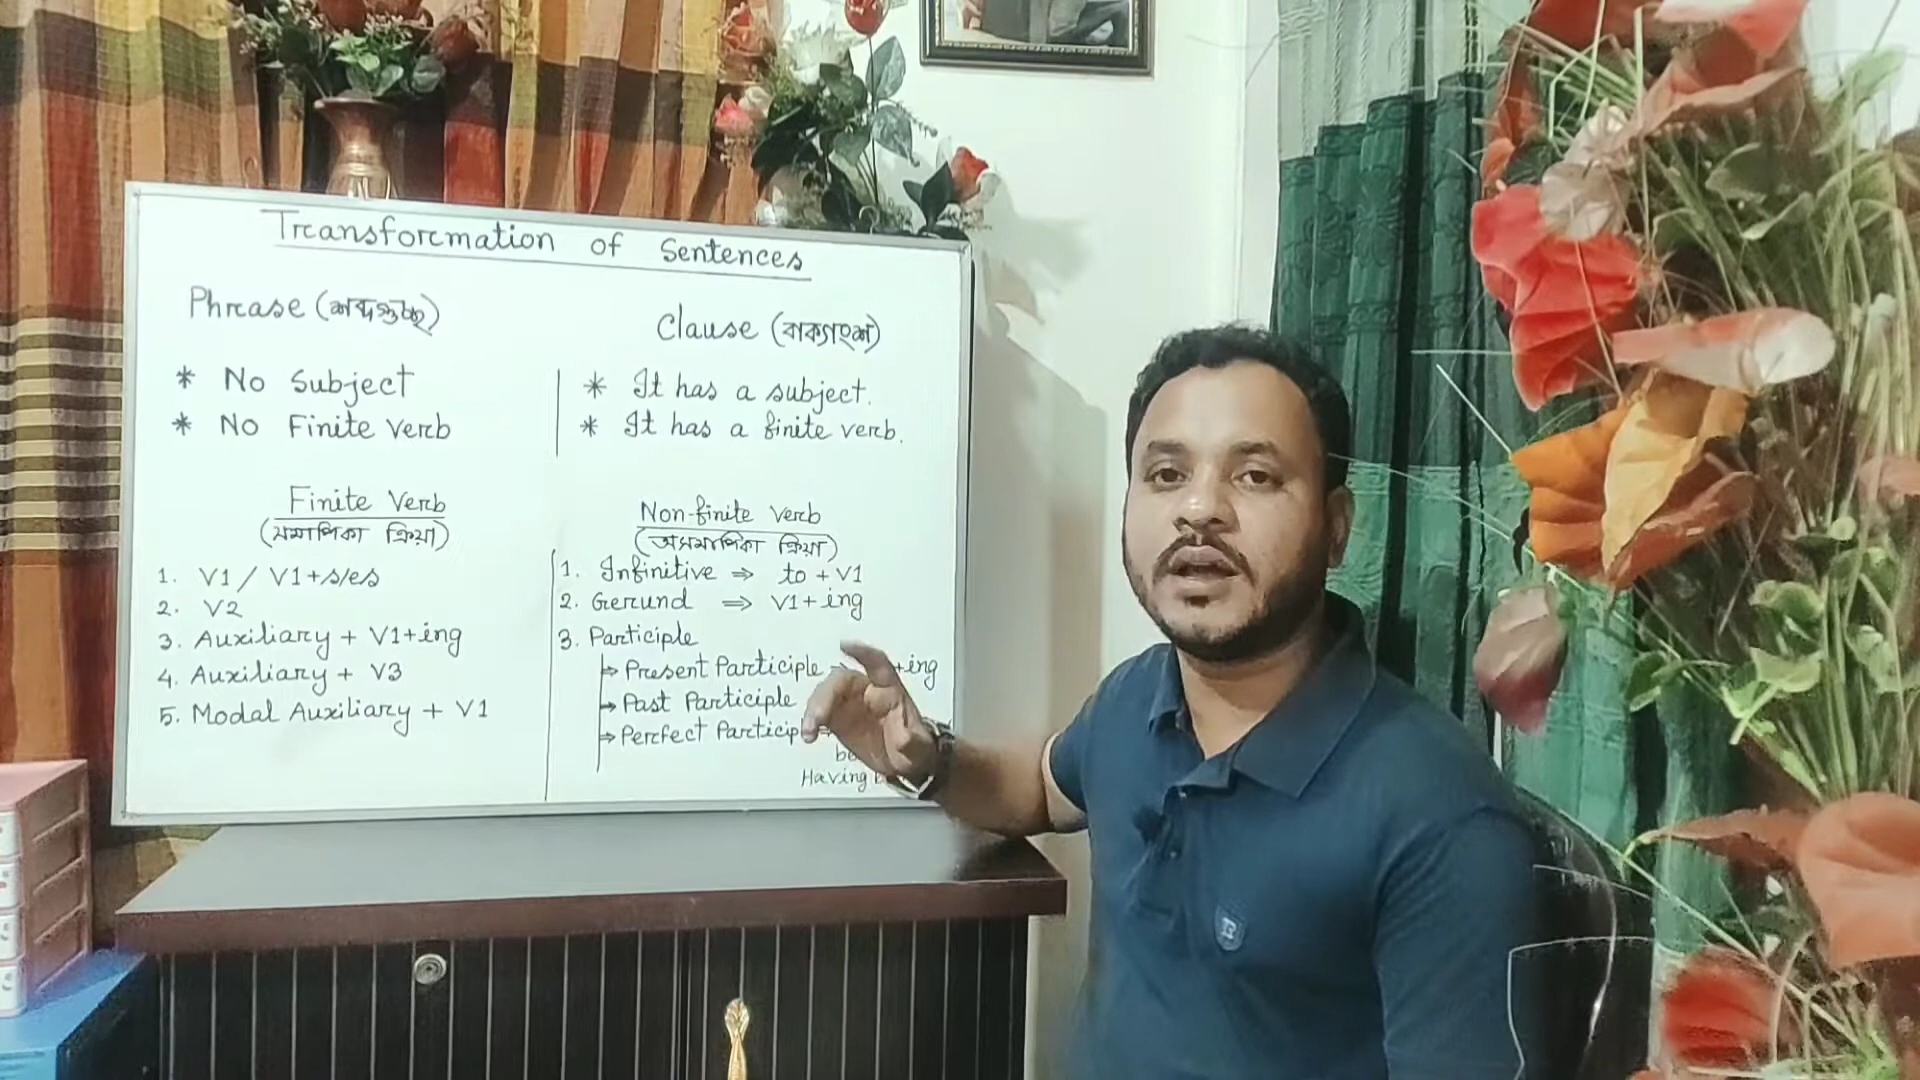 Transformation of Sentences
Phrase (শব্দগুচ্ছ)
* No Subject
* No Finite Verb
Clause (বাক্যাংশ)
* It has a subject.
* It has a finite verb.
Finite Verb
(সমাপিকা ক্রিয়া)
1. V1 / V1+s/es
2. V2
3. Auxiliary + V1+ing
4. Auxiliary + V3
5. Modal Auxiliary + V1
Non-finite Verb
(অসমাপিকা ক্রিয়া)
1. Infinitive ⇒ to + V1
2. Gerund ⇒ V1+ing
3. Participle
→ Present Participle → +ing
→ Past Participle
→ Perfect
Having